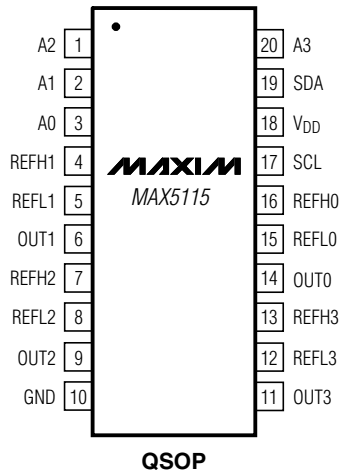 A2 1
A1 2
A0 3
REFH1 4
REFL1 5
OUT1 6
REFH2 7
REFL2 8
OUT2 9
GND 10
MAXIM
MAX5115
20 A3
19 SDA
18 VDD
17 SCL
16 REFH0
15 REFL0
14 OUT0
13 REFH3
12 REFL3
11 OUT3
QSOP